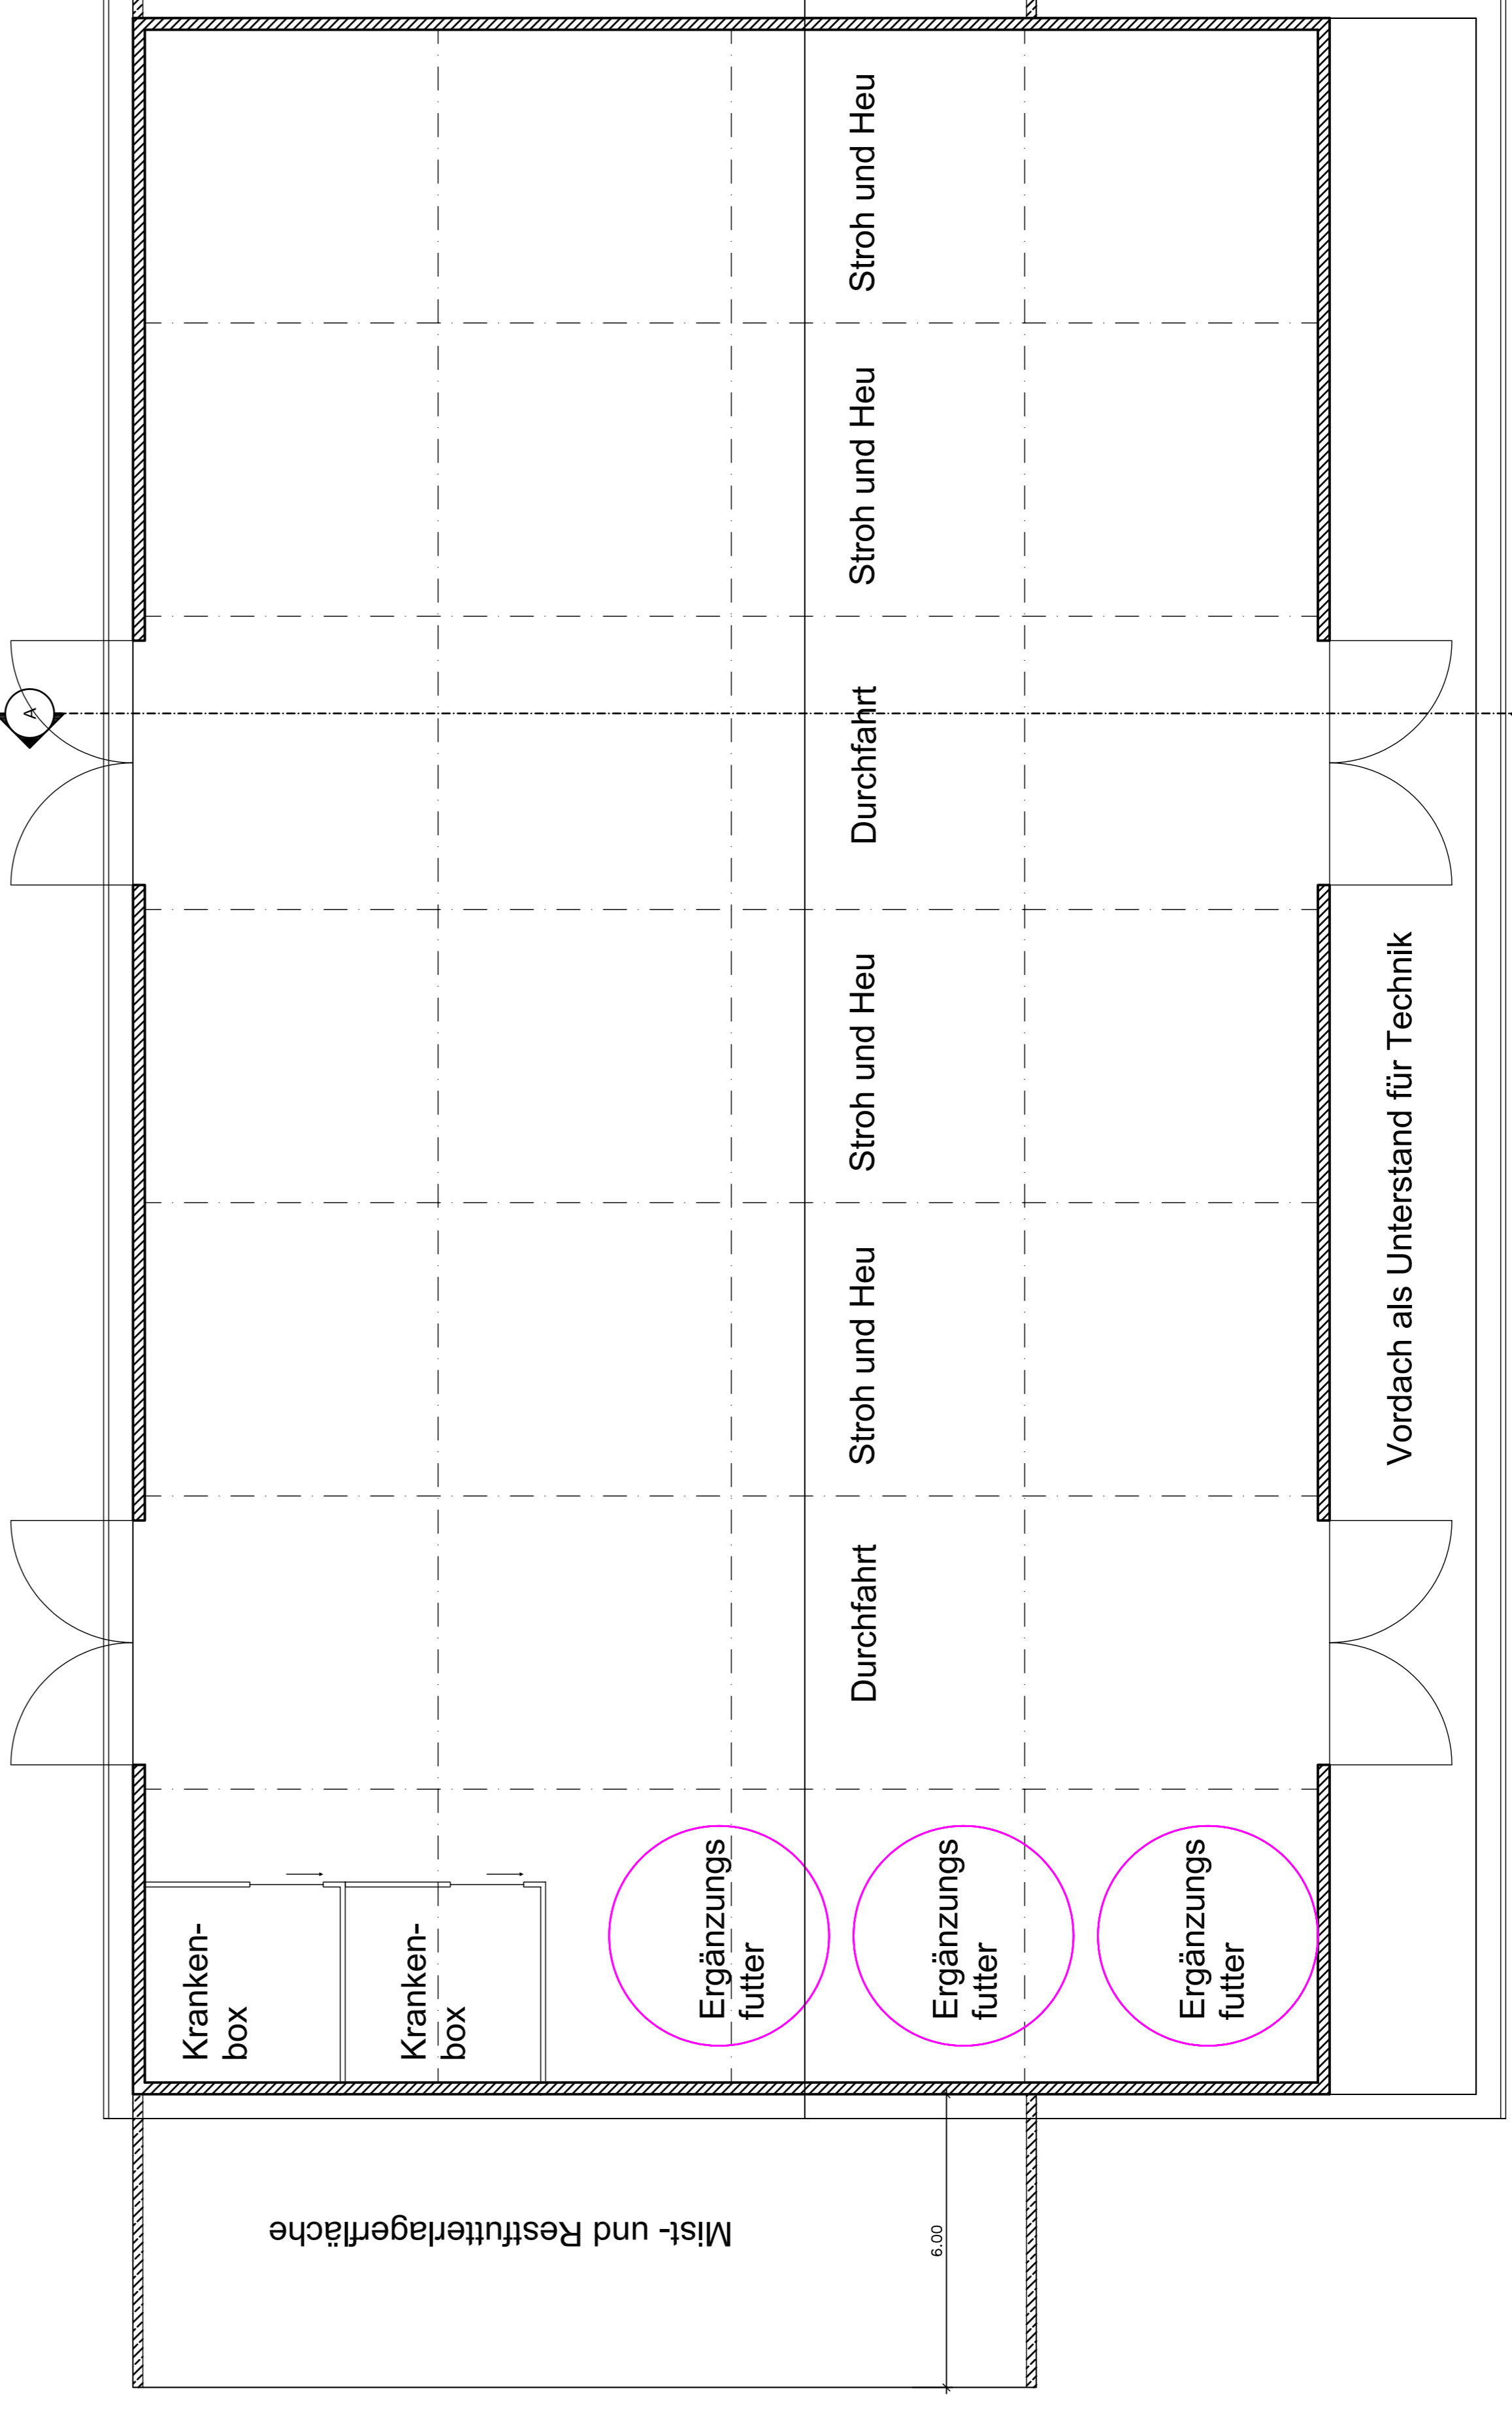 Stroh und Heu
Stroh und Heu
A
Durchfahrt
Stroh und Heu
Stroh und Heu
Vordach als Unterstand für Technik
Durchfahrt
Kranken-
box
Kranken-
box
Ergänzungs
futter
Ergänzungs
futter
Ergänzungs
futter
Mist- und Restfutterlagerfläche
6.00